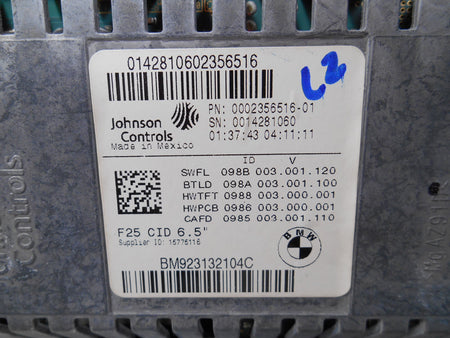 0142810602356516
L2
Johnson
Controls
Made in Mexico
PN: 0002356516-01
SN: 0014281060
01:37:43 04:11:11
ID V
SWFL 098B 003.001.120
BTLD 098A 003.001.100
HWTFT 0988 000.000.001
HWPCB 0986 003.000.001
CAFD 0985 003.001.110
F25 CID 6.5"
Supplier ID: 15775116
BMW
BM923132104C
Controls